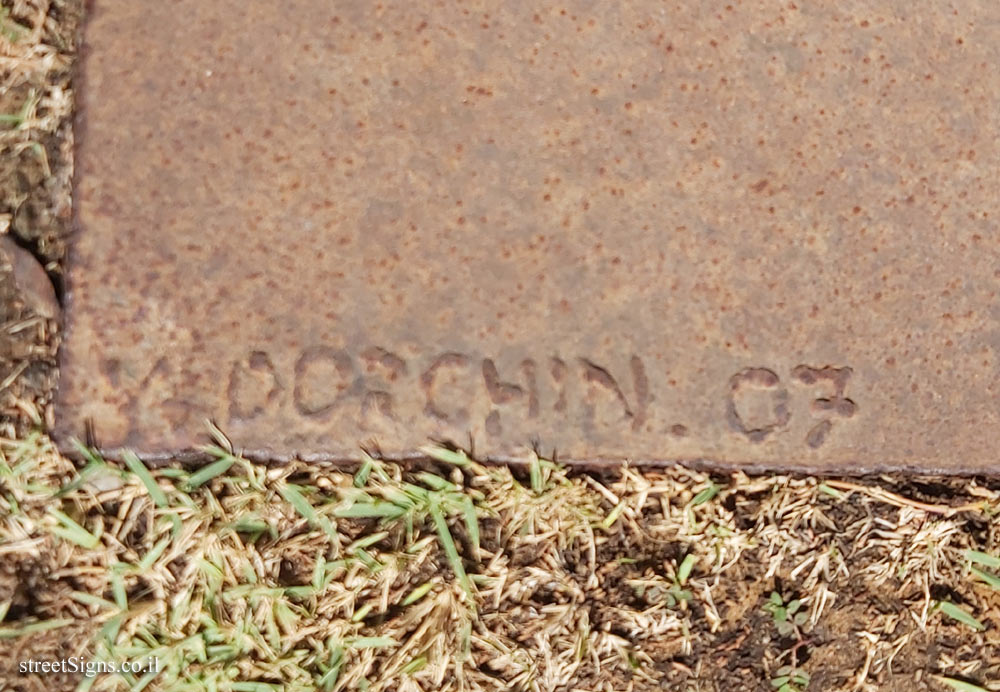 Y. DORCHIN. 07
streetSigns.co.il